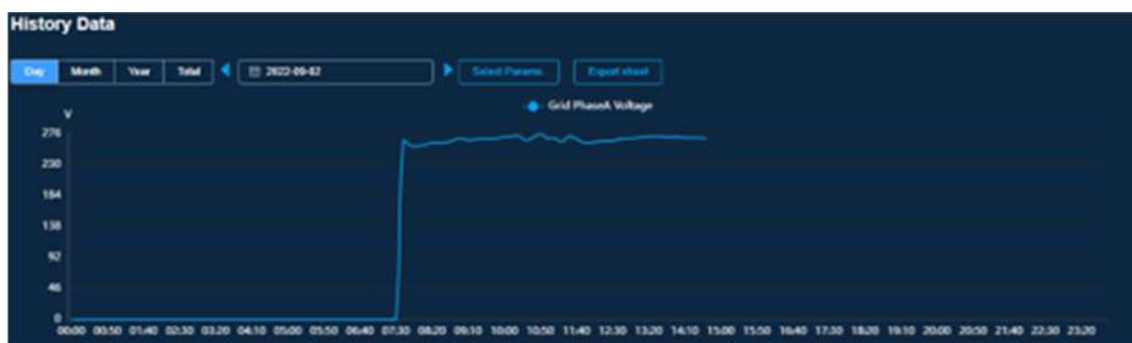 History Data
Day Month Year Total 2022-09-02 Select Params Export sheet
Grid PhaseA Voltage
V
276
230
184
138
92
46
0
00:00 00:50 01:40 02:30 03:20 04:10 05:00 05:50 06:40 07:30 08:20 09:10 10:00 10:50 11:40 12:30 13:20 14:10 15:00 15:50 16:40 17:30 18:20 19:10 20:00 20:50 21:40 22:30 23:20